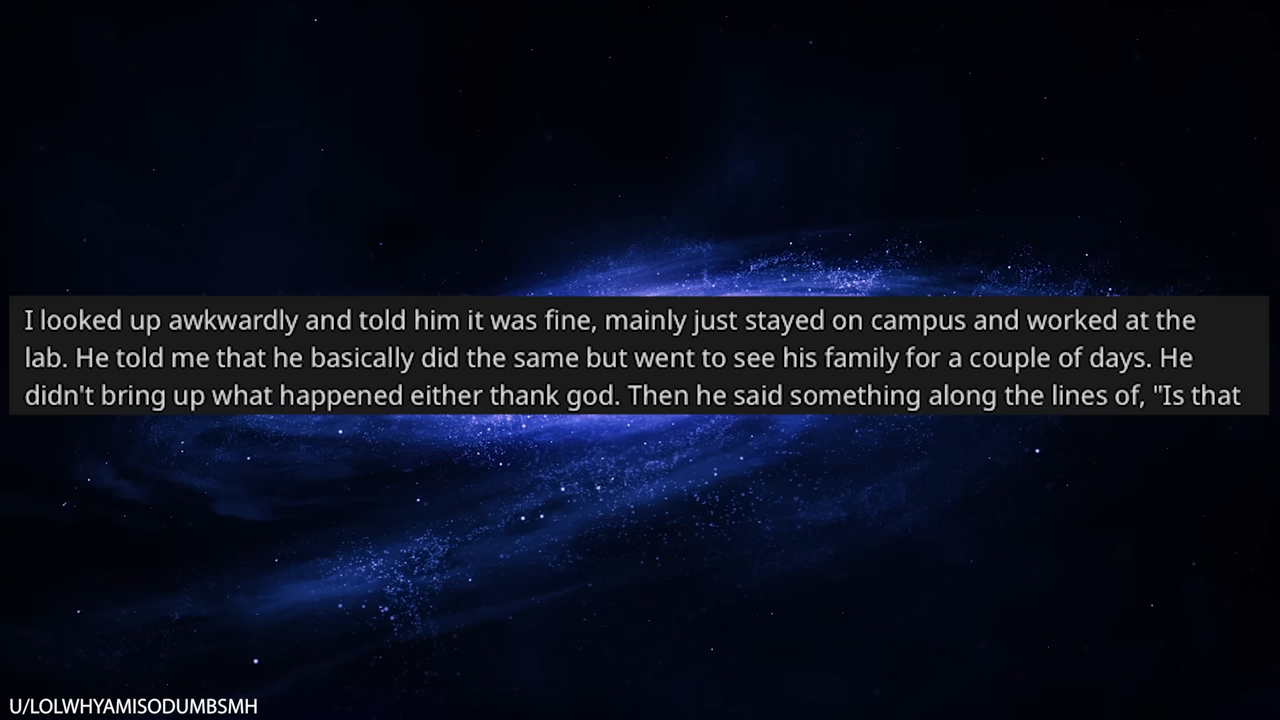 I looked up awkwardly and told him it was fine, mainly just stayed on campus and worked at the
lab. He told me that he basically did the same but went to see his family for a couple of days. He
didn't bring up what happened either thank god. Then he said something along the lines of, "Is that
U/LOLWHYAMISODUMBSMH